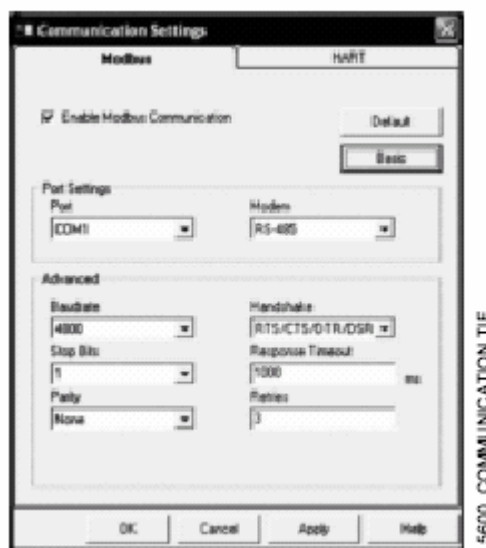 Communication Settings
Modbus
HART
Enable Modbus Communication
Default
Basic
Port Settings
Port
Modem
COM1
RS-485
Advanced
Baudrate
Handshake
4800
RTS/CTS/DTR/DSR
Stop Bits
Response Timeout
1
1000
ms
Parity
Retries
None
3
OK
Cancel
Apply
Help
5600_COMMUNICATION.TIF